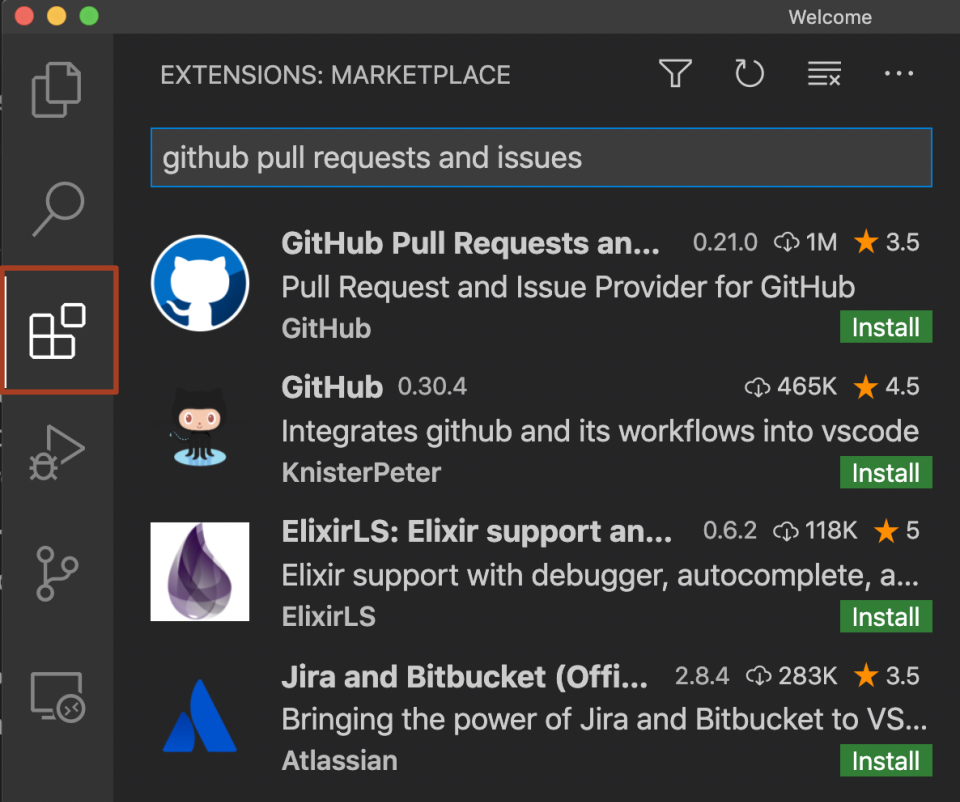 Welcome
EXTENSIONS: MARKETPLACE
github pull requests and issues
GitHub Pull Requests an... 0.21.0 1M 3.5
Pull Request and Issue Provider for GitHub
GitHub Install
GitHub 0.30.4 465K 4.5
Integrates github and its workflows into vscode
KnisterPeter Install
ElixirLS: Elixir support an... 0.6.2 118K 5
Elixir support with debugger, autocomplete, a...
ElixirLS Install
Jira and Bitbucket (Offi... 2.8.4 283K 3.5
Bringing the power of Jira and Bitbucket to VS...
Atlassian Install